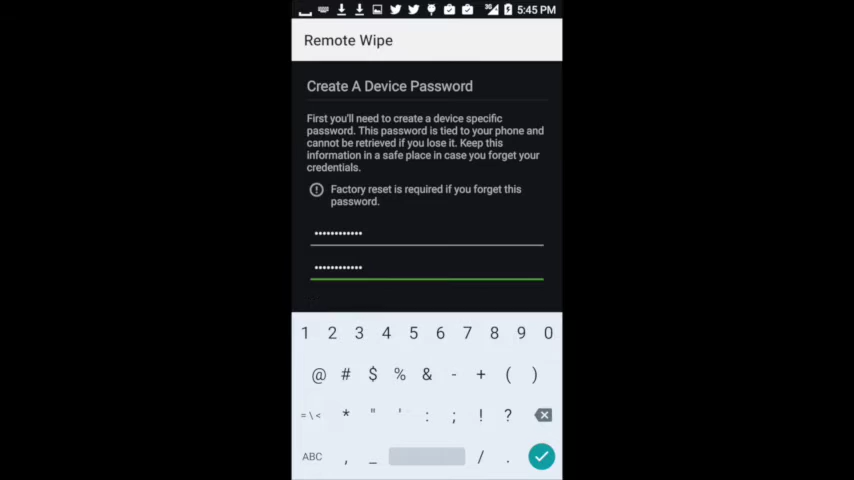 3G 5:45 PM
Remote Wipe
Create A Device Password
First you'll need to create a device specific
password. This password is tied to your phone and
cannot be retrieved if you lose it. Keep this
information in a safe place in case you forget your
credentials.
Factory reset is required if you forget this
password.
••••••••••••
••••••••••••
1 2 3 4 5 6 7 8 9 0
@ # $ % & - + ( )
= \ < * " ' : ; ! ?
ABC , _ / .